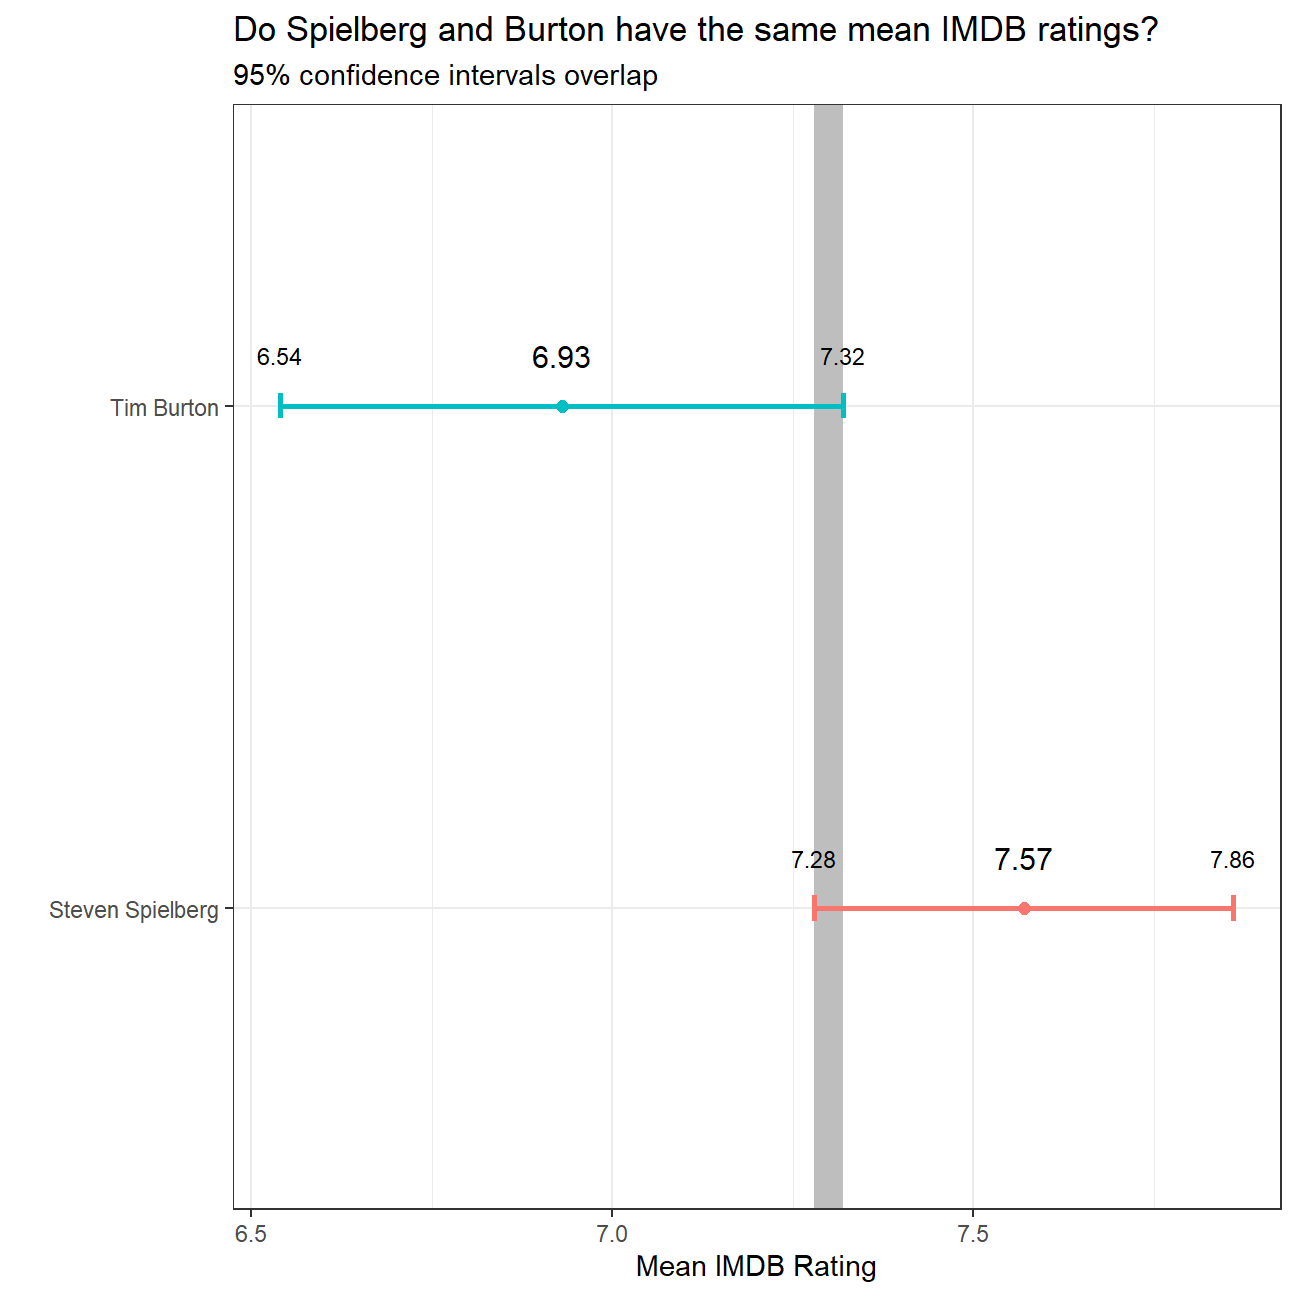 Do Spielberg and Burton have the same mean IMDB ratings?
95% confidence intervals overlap
6.54 6.93 7.32
Tim Burton
7.28 7.57 7.86
Steven Spielberg
6.5 7.0 7.5
Mean IMDB Rating